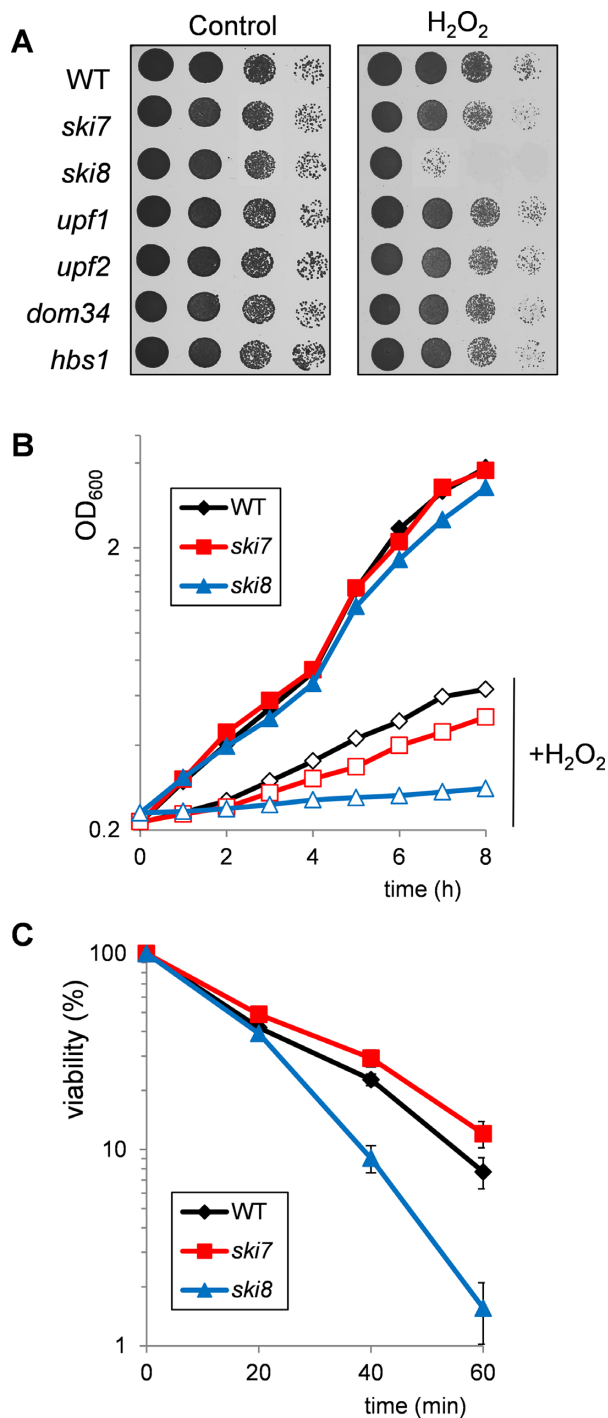 A
Control
H₂O₂
WT
ski7
ski8
upf1
upf2
dom34
hbs1
B
OD₆₀₀
WT
ski7
ski8
2
0.2
+H₂O₂
0 2 4 6 8
time (h)
C
viability (%)
100
10
1
WT
ski7
ski8
0 20 40 60
time (min)